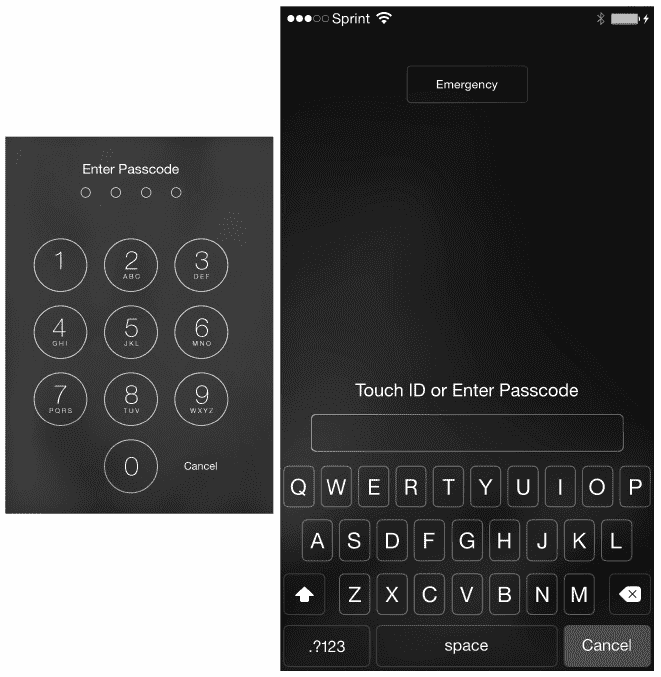 Enter Passcode
1 2 3
ABC DEF
4 5 6
GHI JKL MNO
7 8 9
PQRS TUV WXYZ
0 Cancel
Sprint
Emergency
Touch ID or Enter Passcode
Q W E R T Y U I O P
A S D F G H J K L
Z X C V B N M
.?123 space Cancel